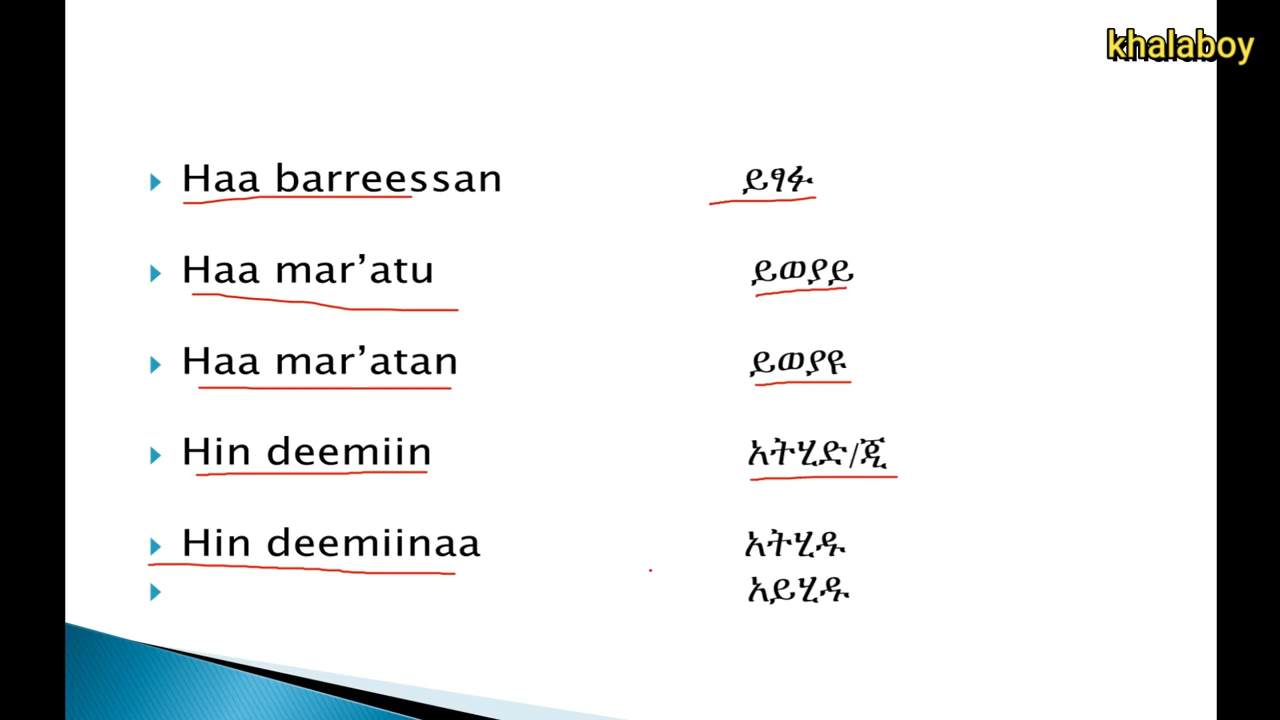 khalaboy
Haa barreessan ይፃፉ
Haa mar’atu ይወያይ
Haa mar’atan ይወያዩ
Hin deemiin አትሂድ/ጂ
Hin deemiinaa አትሂዱ
አይሂዱ